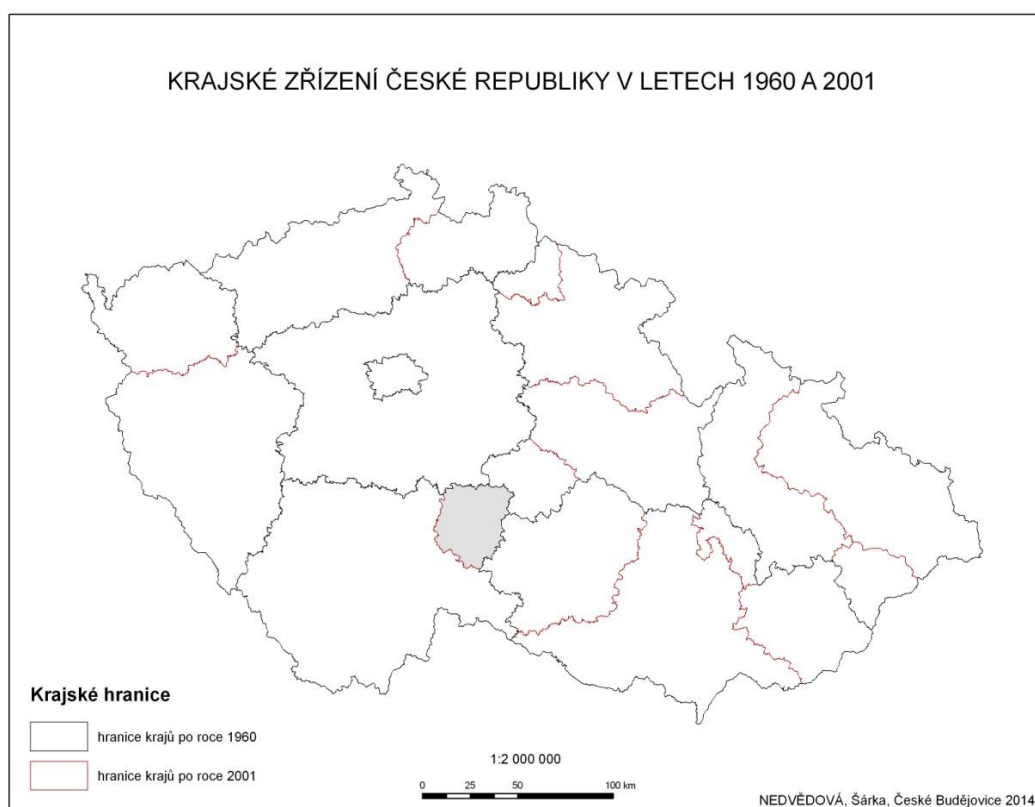 KRAJSKÉ ZŘÍZENÍ ČESKÉ REPUBLIKY V LETECH 1960 A 2001
Krajské hranice
hranice krajů po roce 1960
hranice krajů po roce 2001
1:2 000 000
0 25 50 100 km
NEDVĚDOVÁ, Šárka, České Budějovice 2014